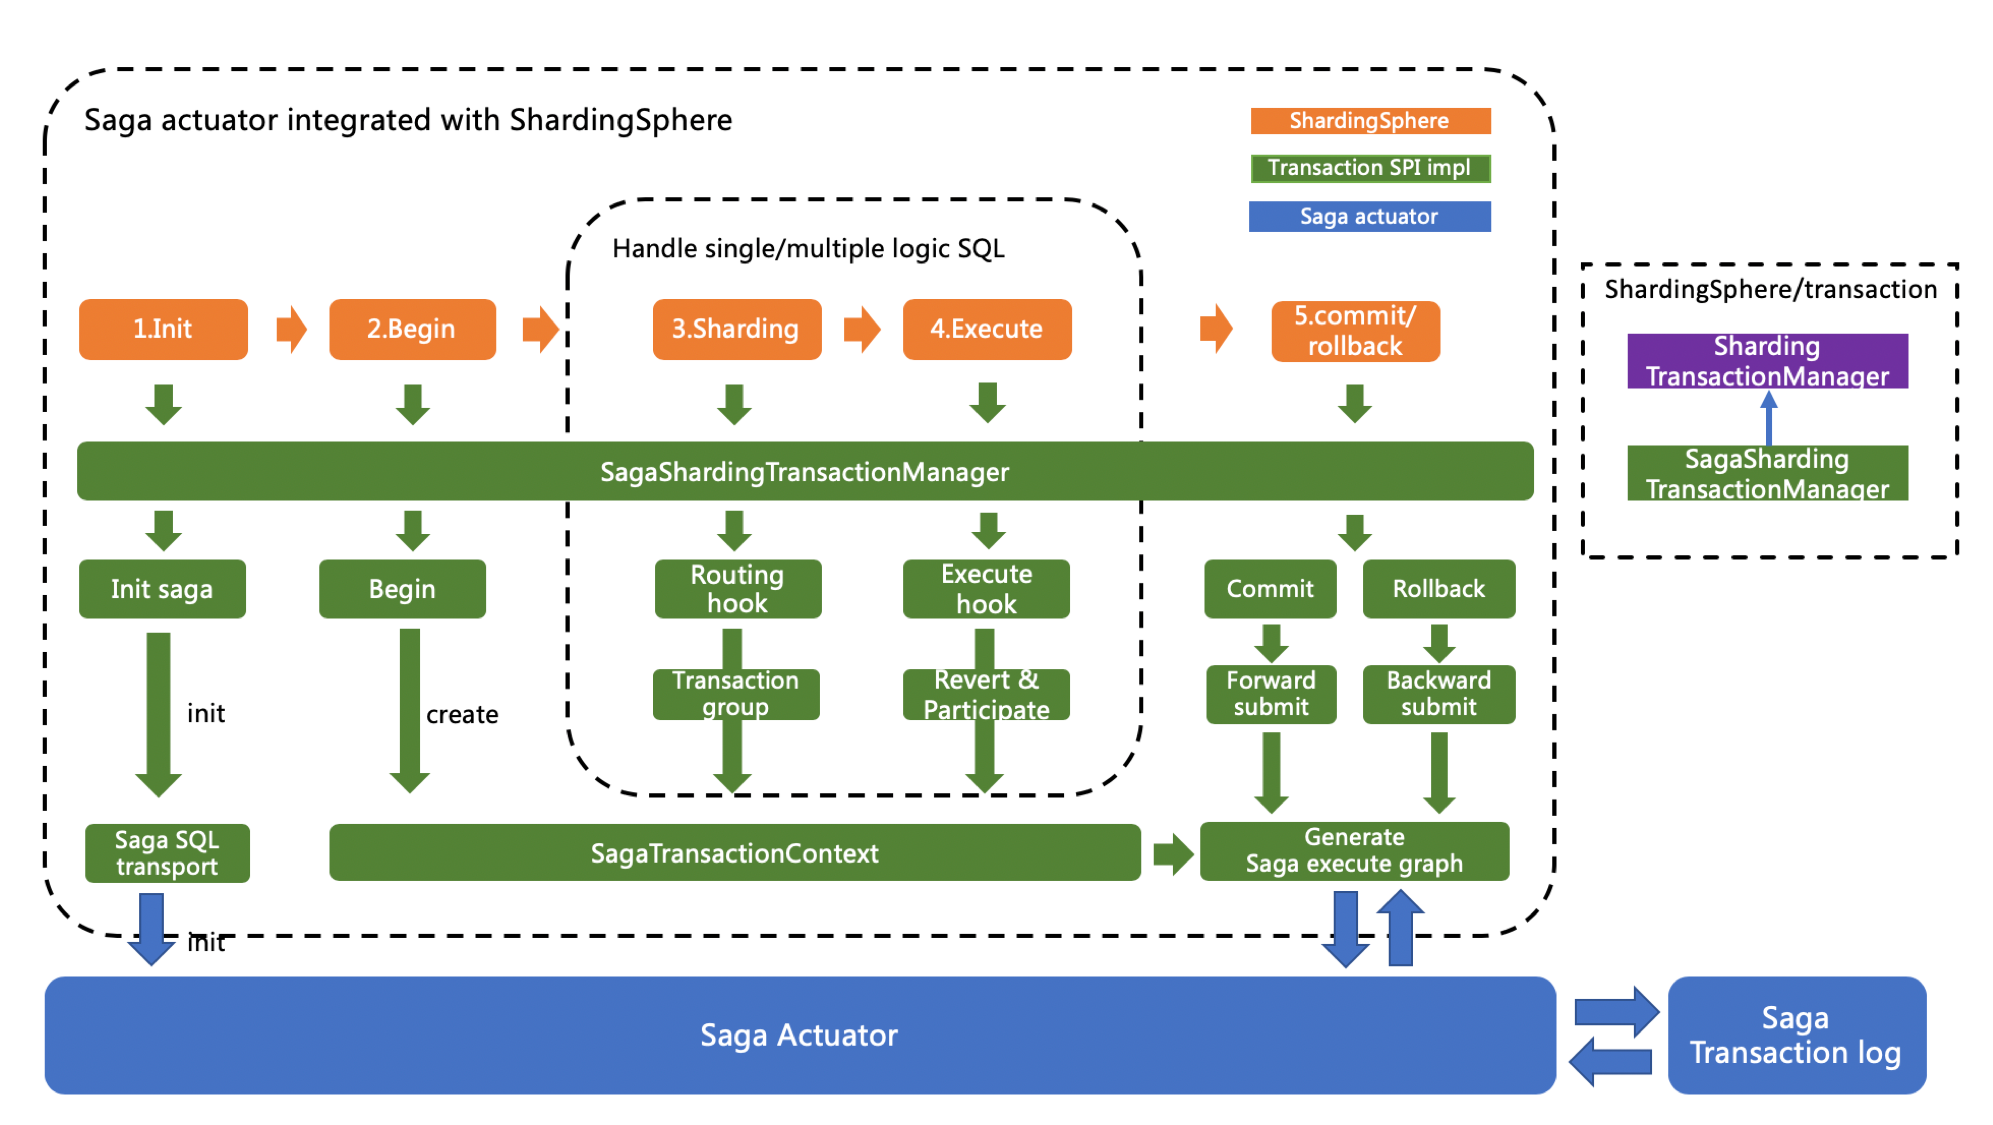 Saga actuator integrated with ShardingSphere
ShardingSphere
Transaction SPI impl
Saga actuator
Handle single/multiple logic SQL
1.Init
2.Begin
3.Sharding
4.Execute
5.commit/
rollback
SagaShardingTransactionManager
Init saga
Begin
Routing
hook
Execute
hook
Commit
Rollback
Transaction
group
Revert &
Participate
Forward
submit
Backward
submit
init
create
Saga SQL
transport
SagaTransactionContext
Generate
Saga execute graph
init
Saga Actuator
Saga
Transaction log
ShardingSphere/transaction
Sharding
TransactionManager
SagaSharding
TransactionManager